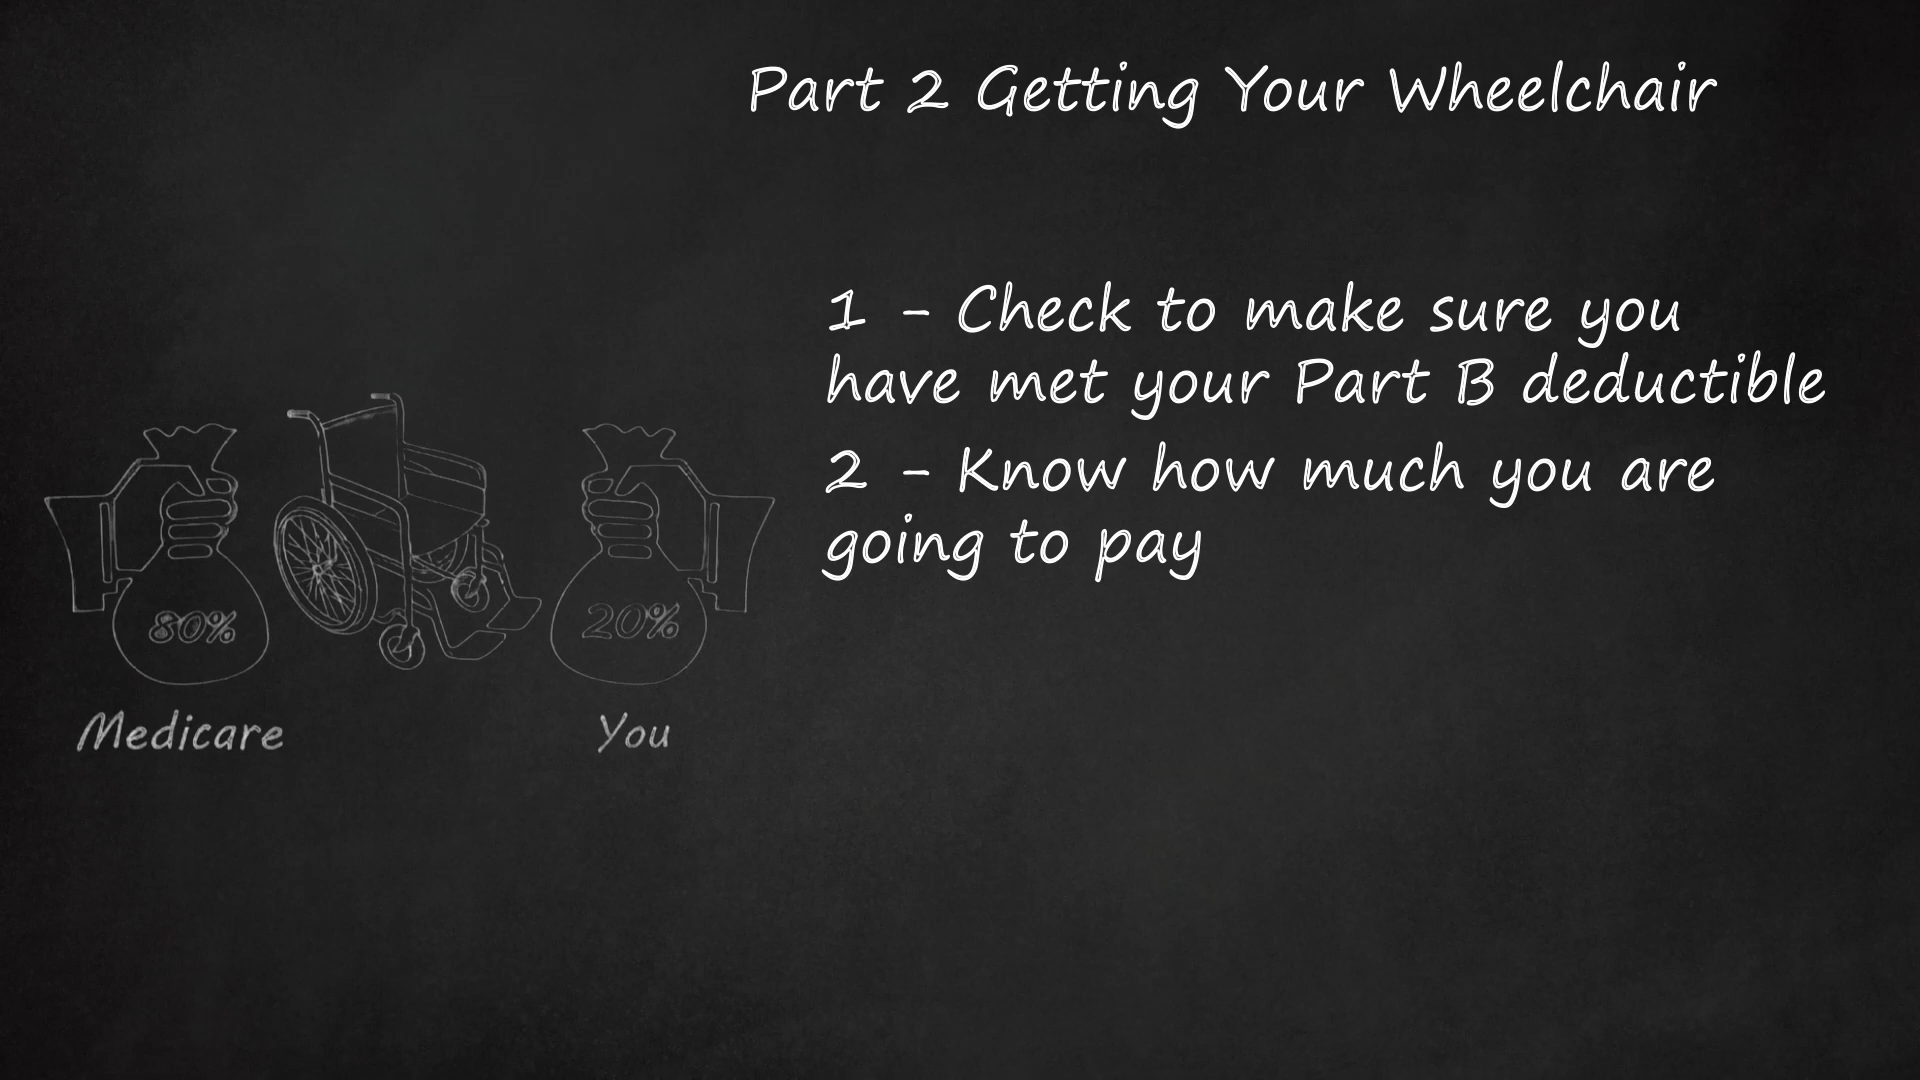 Part 2 Getting Your Wheelchair
1 - Check to make sure you
have met your Part B deductible
2 - Know how much you are
going to pay
80%
20%
Medicare
You